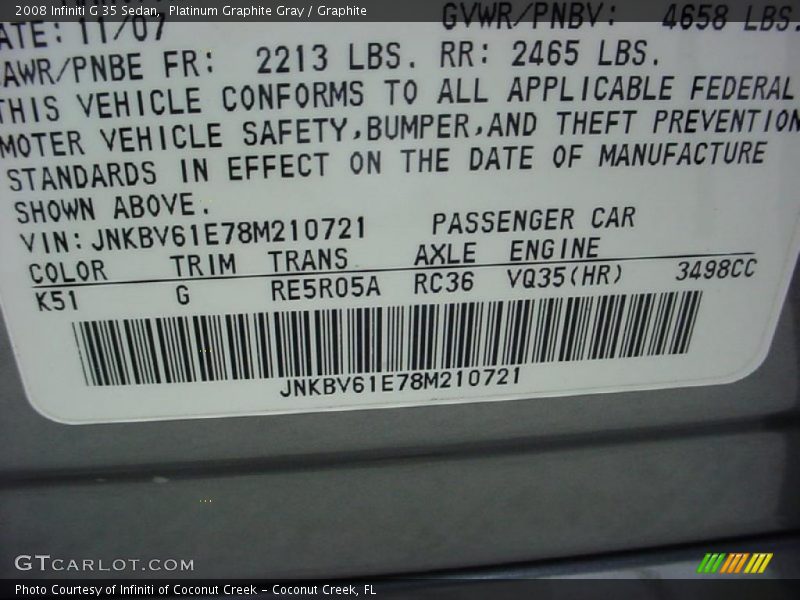 2008 Infiniti G 35 Sedan, Platinum Graphite Gray / Graphite
ATE: 11/07 GVWR/PNBV: 4658 LBS.
AWR/PNBE FR: 2213 LBS. RR: 2465 LBS.
THIS VEHICLE CONFORMS TO ALL APPLICABLE FEDERAL
MOTER VEHICLE SAFETY,BUMPER,AND THEFT PREVENTION
STANDARDS IN EFFECT ON THE DATE OF MANUFACTURE
SHOWN ABOVE.
VIN: JNKBV61E78M210721 PASSENGER CAR
COLOR TRIM TRANS AXLE ENGINE
K51 G RE5R05A RC36 VQ35(HR) 3498CC
JNKBV61E78M210721
GTCARLOT.COM
Photo Courtesy of Infiniti of Coconut Creek - Coconut Creek, FL